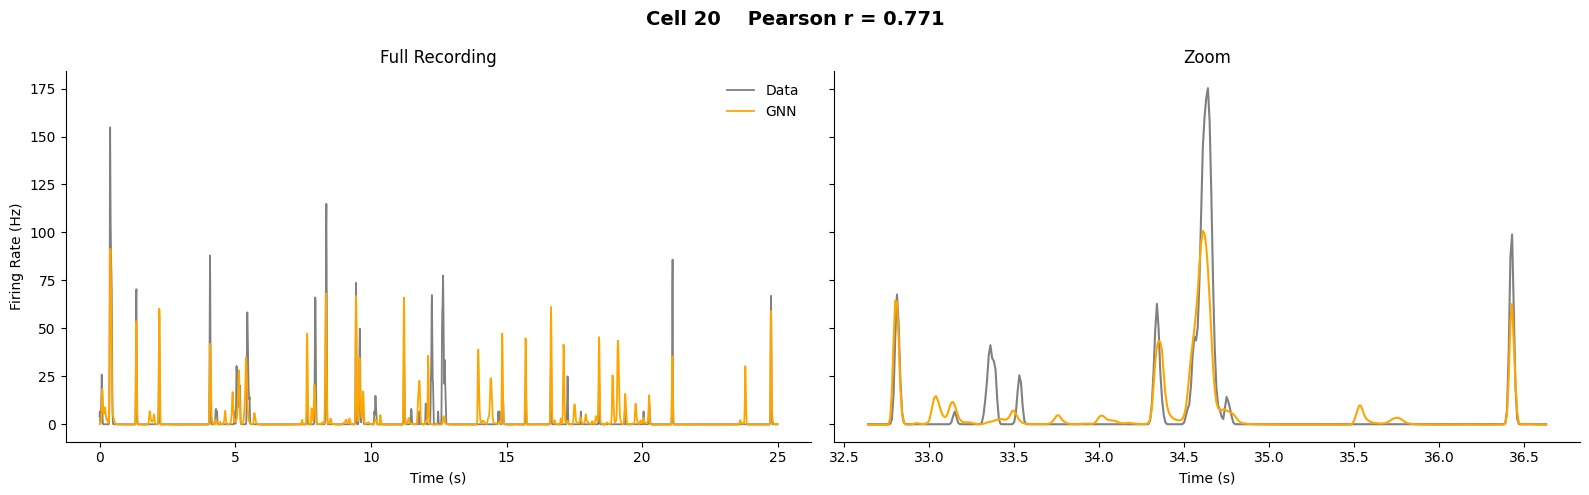 Cell 20    Pearson r = 0.771
Full Recording
Zoom
Data
GNN
Firing Rate (Hz)
175
150
125
100
75
50
25
0
0 5 10 15 20 25
Time (s)
32.5 33.0 33.5 34.0 34.5 35.0 35.5 36.0 36.5
Time (s)